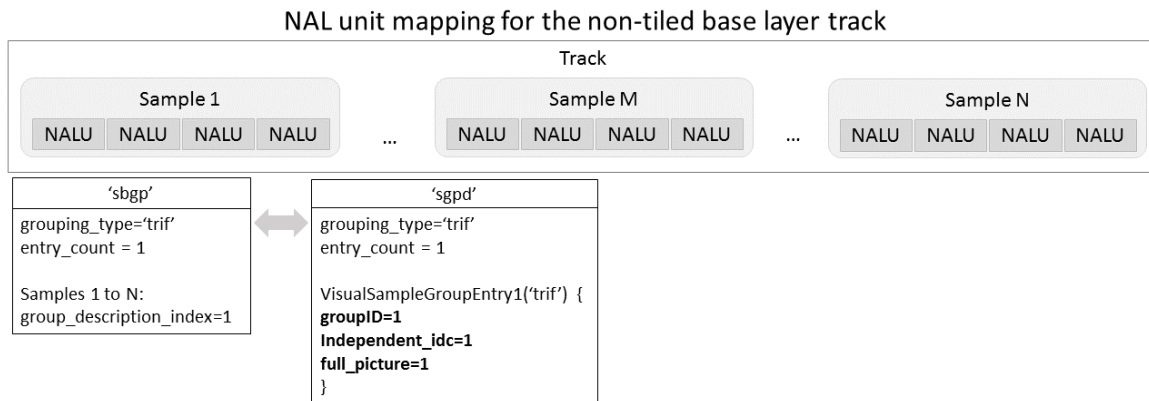 NAL unit mapping for the non-tiled base layer track
Track
Sample 1
NALU NALU NALU NALU
...
Sample M
NALU NALU NALU NALU
...
Sample N
NALU NALU NALU NALU
‘sbgp’
grouping_type=‘trif’
entry_count = 1
Samples 1 to N:
group_description_index=1
‘sgpd’
grouping_type=‘trif’
entry_count = 1
VisualSampleGroupEntry1(‘trif’) {
groupID=1
Independent_idc=1
full_picture=1
}